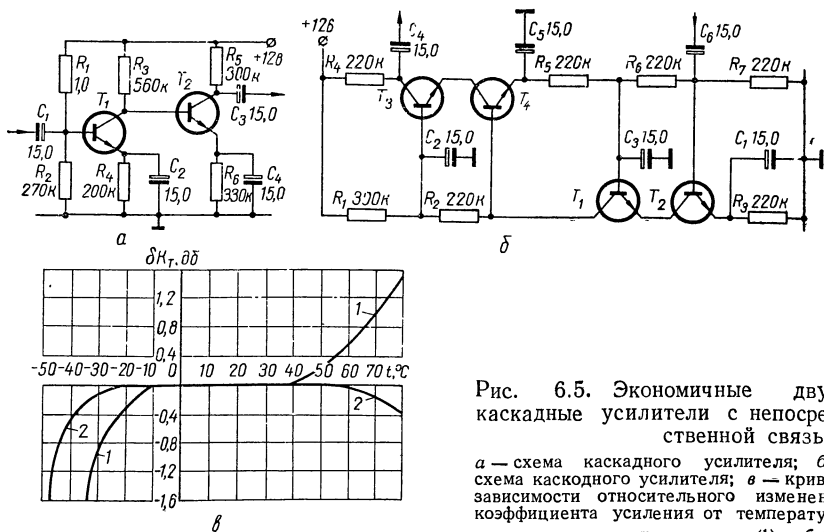 +12в
R₁
1,0
R₃
560к
T₁
T₂
R₅
300к
C₁
15,0
C₃ 15,0
R₂
270к
R₄
200к
C₂
15,0
R₆
330к
C₄
15,0
а
+12в
C₄
15,0
R₄ 220к
T₃
T₄
C₅ 15,0
R₅ 220к
C₆ 15,0
R₆ 220к
R₇ 220к
C₂ 15,0
C₃ 15,0
C₁ 15,0
R₁ 300к
R₂ 220к
T₁
T₂
R₃ 220к
б
δKт, дб
1,2
0,8
0,4
1
-50 -40 -30 -20 -10 0 10 20 30 40 50 60 70 t,°C
2
-0,4
-0,8
-1,2
-1,6
2
1
в
Рис. 6.5. Экономичные дву
каскадные усилители с непосре
ственной связь
а — схема каскадного усилителя; б
схема каскодного усилителя; в — крив
зависимости относительного изменен
коэффициента усиления от температу